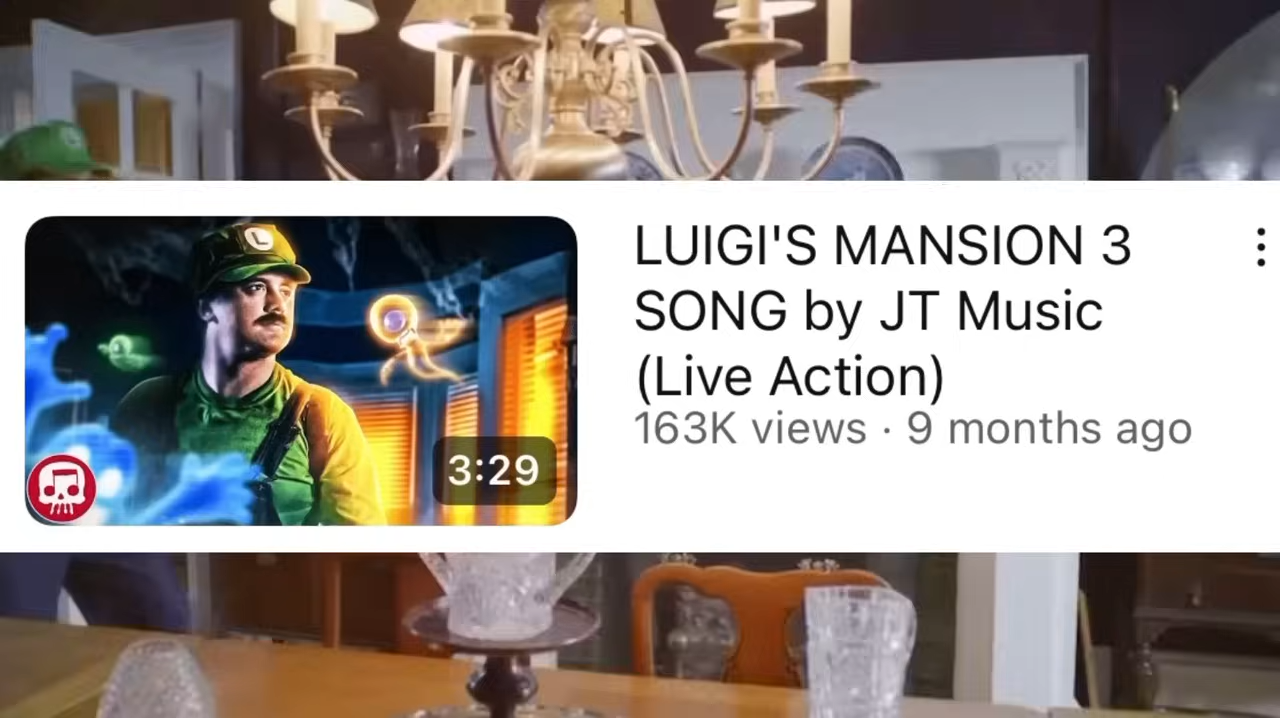 L
3:29
LUIGI'S MANSION 3
SONG by JT Music
(Live Action)
163K views · 9 months ago